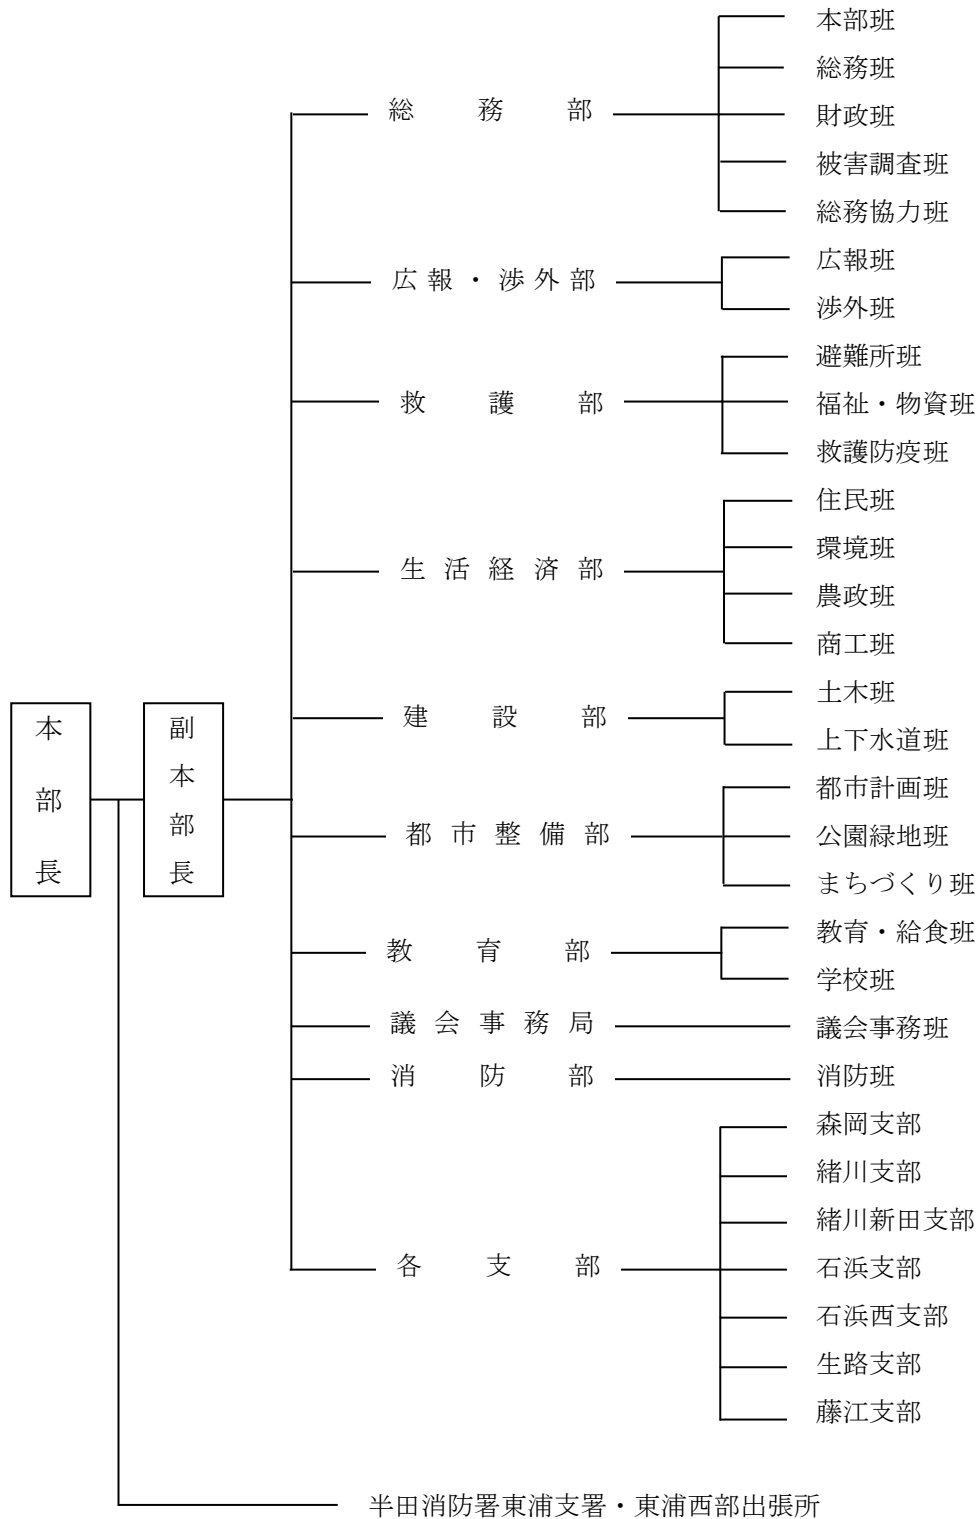 本部長
副本部長
総務部
本部班
総務班
財政班
被害調査班
総務協力班
広報・渉外部
広報班
渉外班
救護部
避難所班
福祉・物資班
救護防疫班
生活経済部
住民班
環境班
農政班
商工班
建設部
土木班
上下水道班
都市整備部
都市計画班
公園緑地班
まちづくり班
教育部
教育・給食班
学校班
議会事務局
議会事務班
消防部
消防班
各支部
森岡支部
緒川支部
緒川新田支部
石浜支部
石浜西支部
生路支部
藤江支部
半田消防署東浦支署・東浦西部出張所